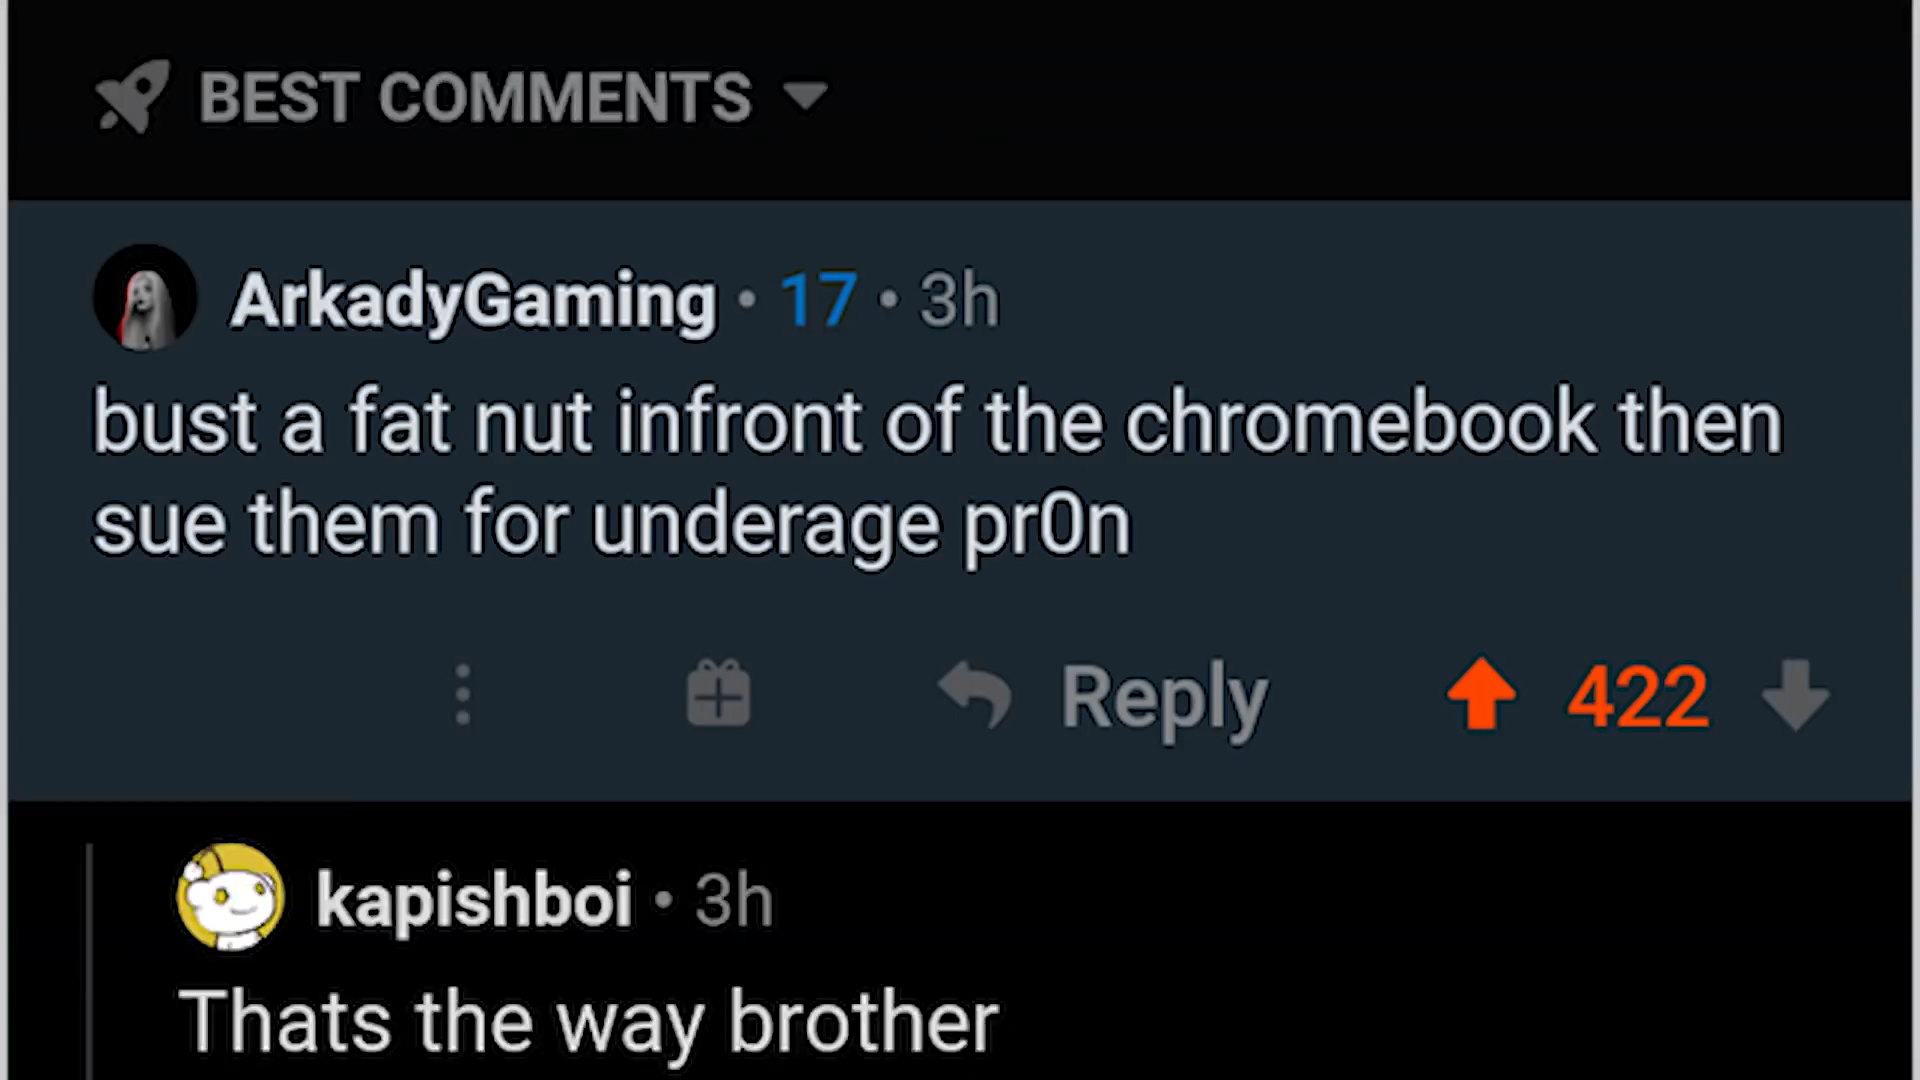 BEST COMMENTS
ArkadyGaming • 17 • 3h
bust a fat nut infront of the chromebook then
sue them for underage pr0n
Reply 422
kapishboi • 3h
Thats the way brother